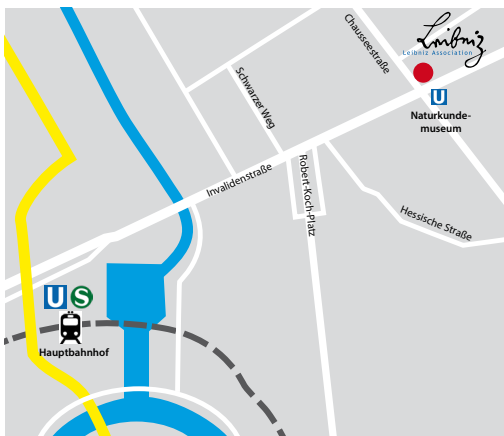 Leibniz
Leibniz Association
Chausseestraße
U
Naturkunde-
museum
Schwarzer Weg
Invalidenstraße
Robert-Koch-Platz
Hessische Straße
U S
Hauptbahnhof